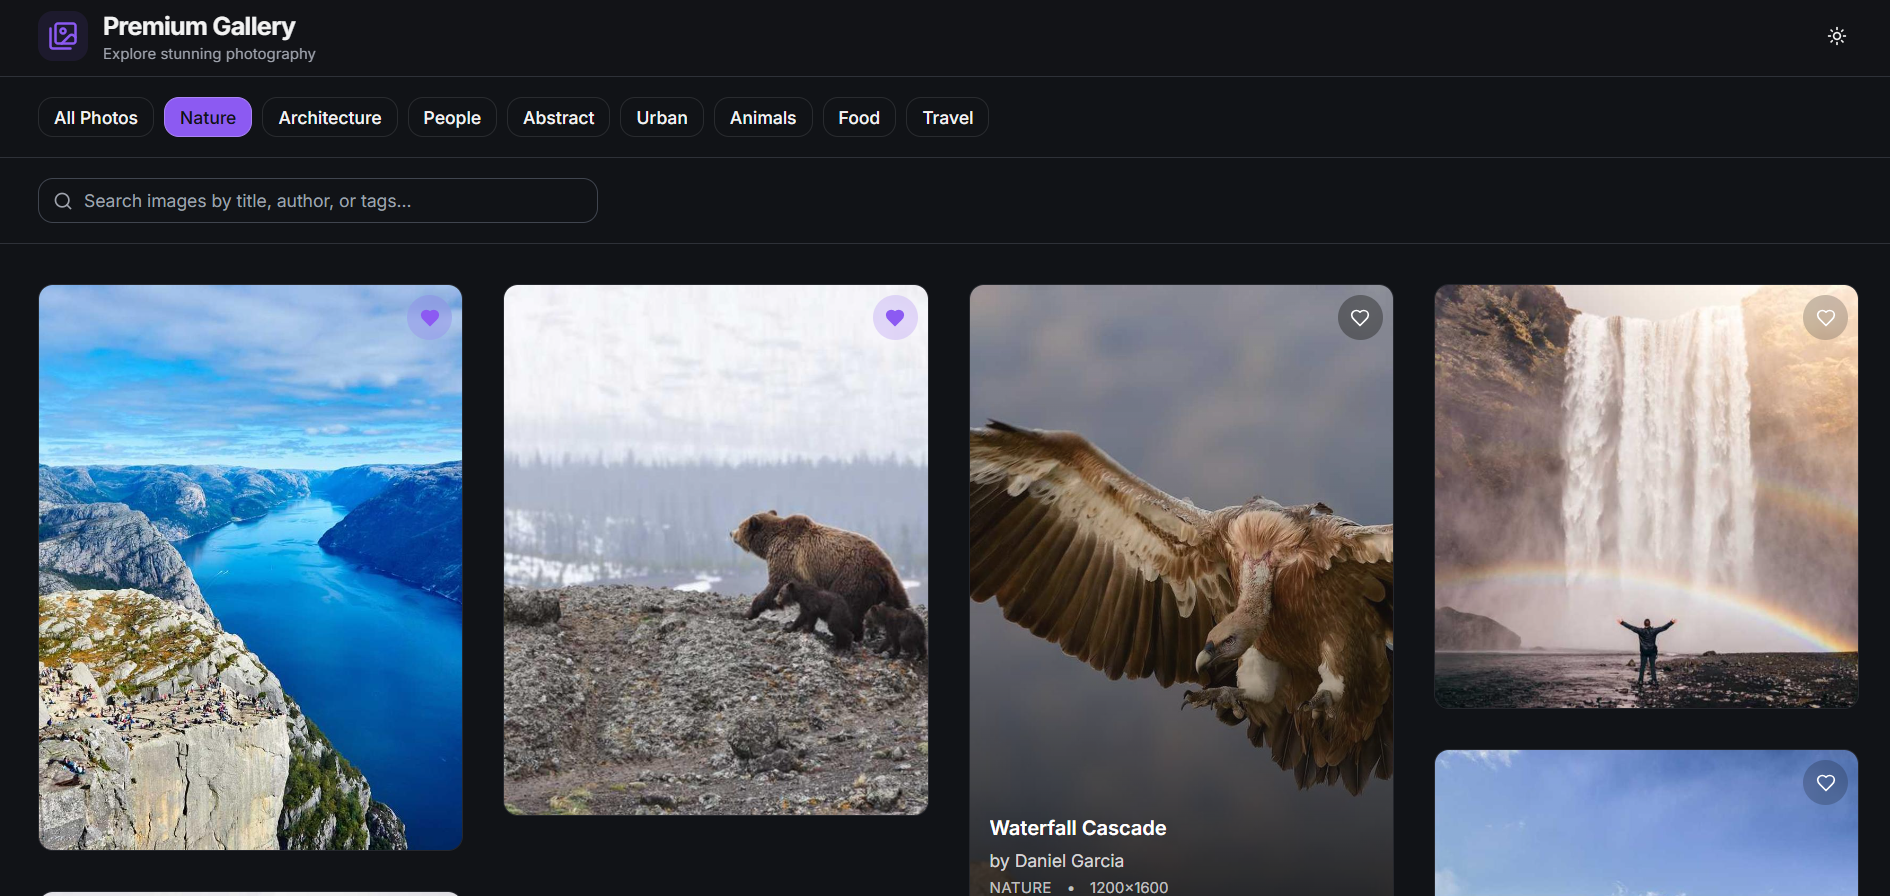 Premium Gallery
Explore stunning photography
All Photos
Nature
Architecture
People
Abstract
Urban
Animals
Food
Travel
Search images by title, author, or tags...
Waterfall Cascade
by Daniel Garcia
NATURE • 1200×1600